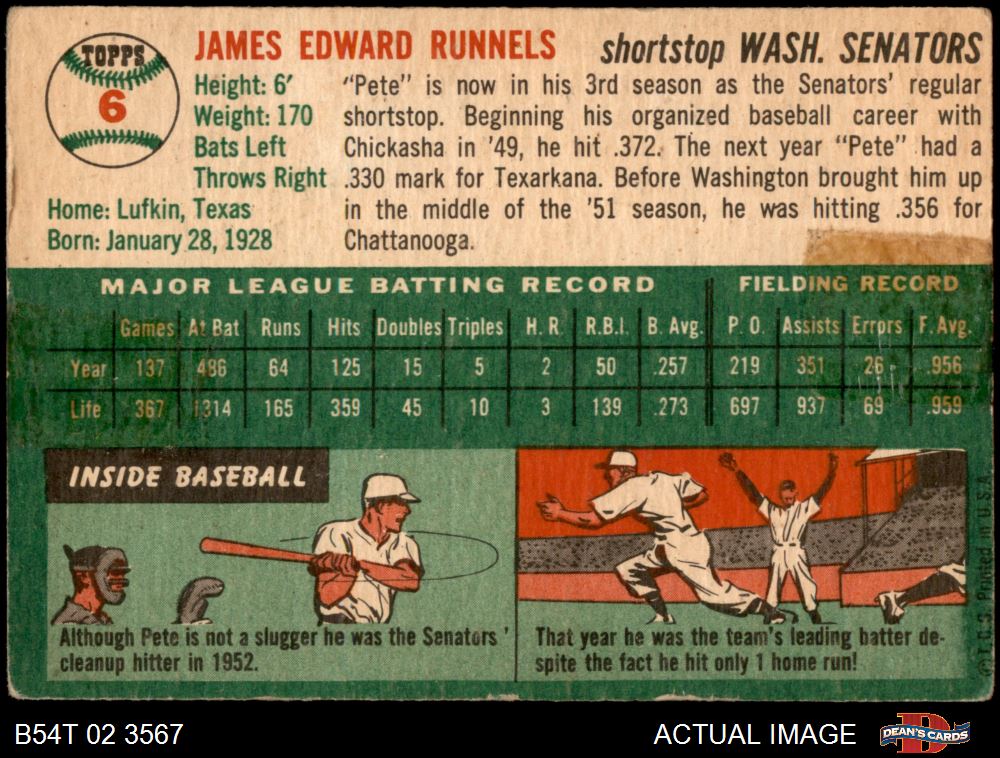 TOPPS
6
JAMES EDWARD RUNNELS shortstop WASH. SENATORS
Height: 6'
Weight: 170
Bats Left
Throws Right
Home: Lufkin, Texas
Born: January 28, 1928
"Pete" is now in his 3rd season as the Senators' regular
shortstop. Beginning his organized baseball career with
Chickasha in '49, he hit .372. The next year "Pete" had a
.330 mark for Texarkana. Before Washington brought him up
in the middle of the '51 season, he was hitting .356 for
Chattanooga.
MAJOR LEAGUE BATTING RECORD FIELDING RECORD
Games At Bat Runs Hits Doubles Triples H. R. R.B.I. B. Avg. P. O. Assists Errors F. Avg.
Year 137 486 64 125 15 5 2 50 .257 219 351 26 .956
Life 367 1314 165 359 45 10 3 139 .273 697 937 69 .959
INSIDE BASEBALL
Although Pete is not a slugger he was the Senators'
cleanup hitter in 1952.
That year he was the team's leading batter de-
spite the fact he hit only 1 home run!
© T.C.G. Printed in U.S.A.
B54T 02 3567
ACTUAL IMAGE
DEAN'S CARDS